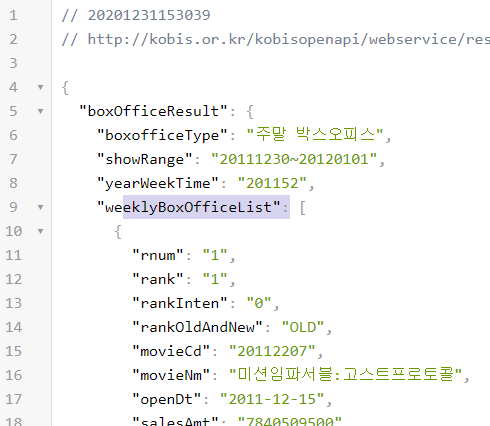 1 // 20201231153039
2 // http://kobis.or.kr/kobisopenapi/webservice/res
3
4 {
5 "boxOfficeResult": {
6 "boxofficeType": "주말 박스오피스",
7 "showRange": "20111230~20120101",
8 "yearWeekTime": "201152",
9 "weeklyBoxOfficeList": [
10 {
11 "rnum": "1",
12 "rank": "1",
13 "rankInten": "0",
14 "rankOldAndNew": "OLD",
15 "movieCd": "20112207",
16 "movieNm": "미션임파서블:고스트프로토콜",
17 "openDt": "2011-12-15",
18 "salesAmt": "7840509500"